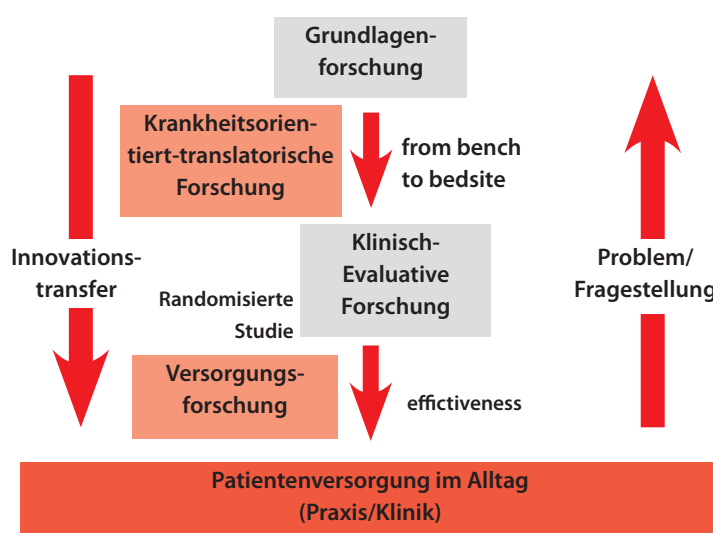 Grundlagen-
forschung
Krankheitsorien-
tiert-translatorische
Forschung
from bench
to bedsite
Innovations-
transfer
Klinisch-
Evaluative
Forschung
Problem/
Fragestellung
Randomisierte
Studie
Versorgungs-
forschung
effictiveness
Patientenversorgung im Alltag
(Praxis/Klinik)